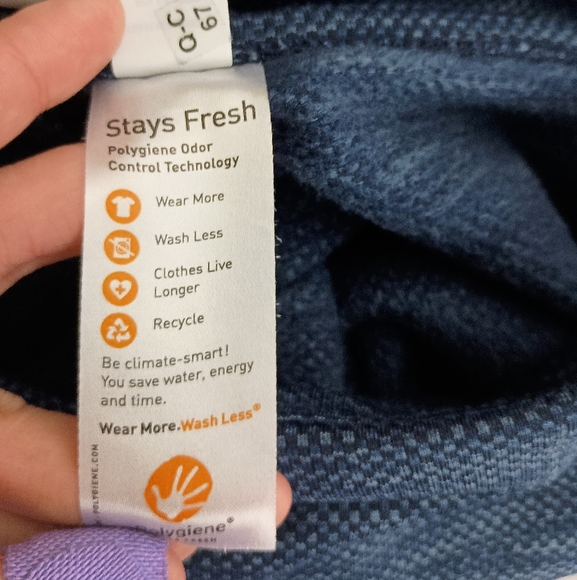 67
C-O
Stays Fresh
Polygiene Odor
Control Technology
Wear More
Wash Less
Clothes Live
Longer
Recycle
Be climate-smart!
You save water, energy
and time.
Wear More.Wash Less®
POLYGIENE.COM
olygiene®